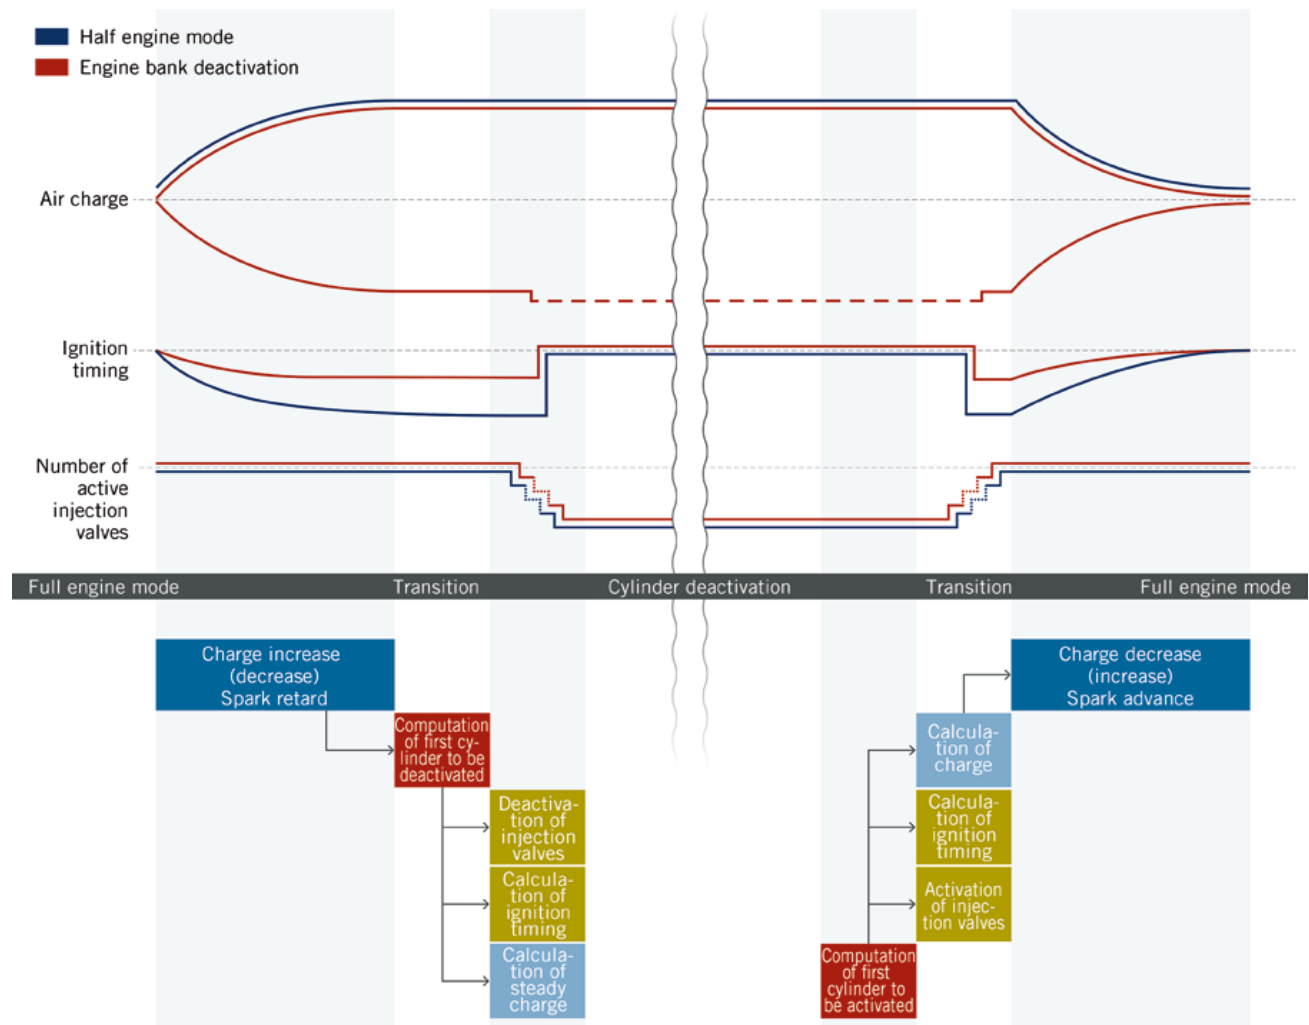 Half engine mode
Engine bank deactivation
Air charge
Ignition
timing
Number of
active
injection
valves
Full engine mode
Transition
Cylinder deactivation
Transition
Full engine mode
Charge increase
(decrease)
Spark retard
Computation
of first cy-
linder to be
deactivated
Deactiva-
tion of
injection
valves
Calcula-
tion of
ignition
timing
Calcula-
tion of
steady
charge
Charge decrease
(increase)
Spark advance
Calcula-
tion of
charge
Calcula-
tion of
ignition
timing
Activation
of injec-
tion valves
Computation
of first
cylinder to
be activated